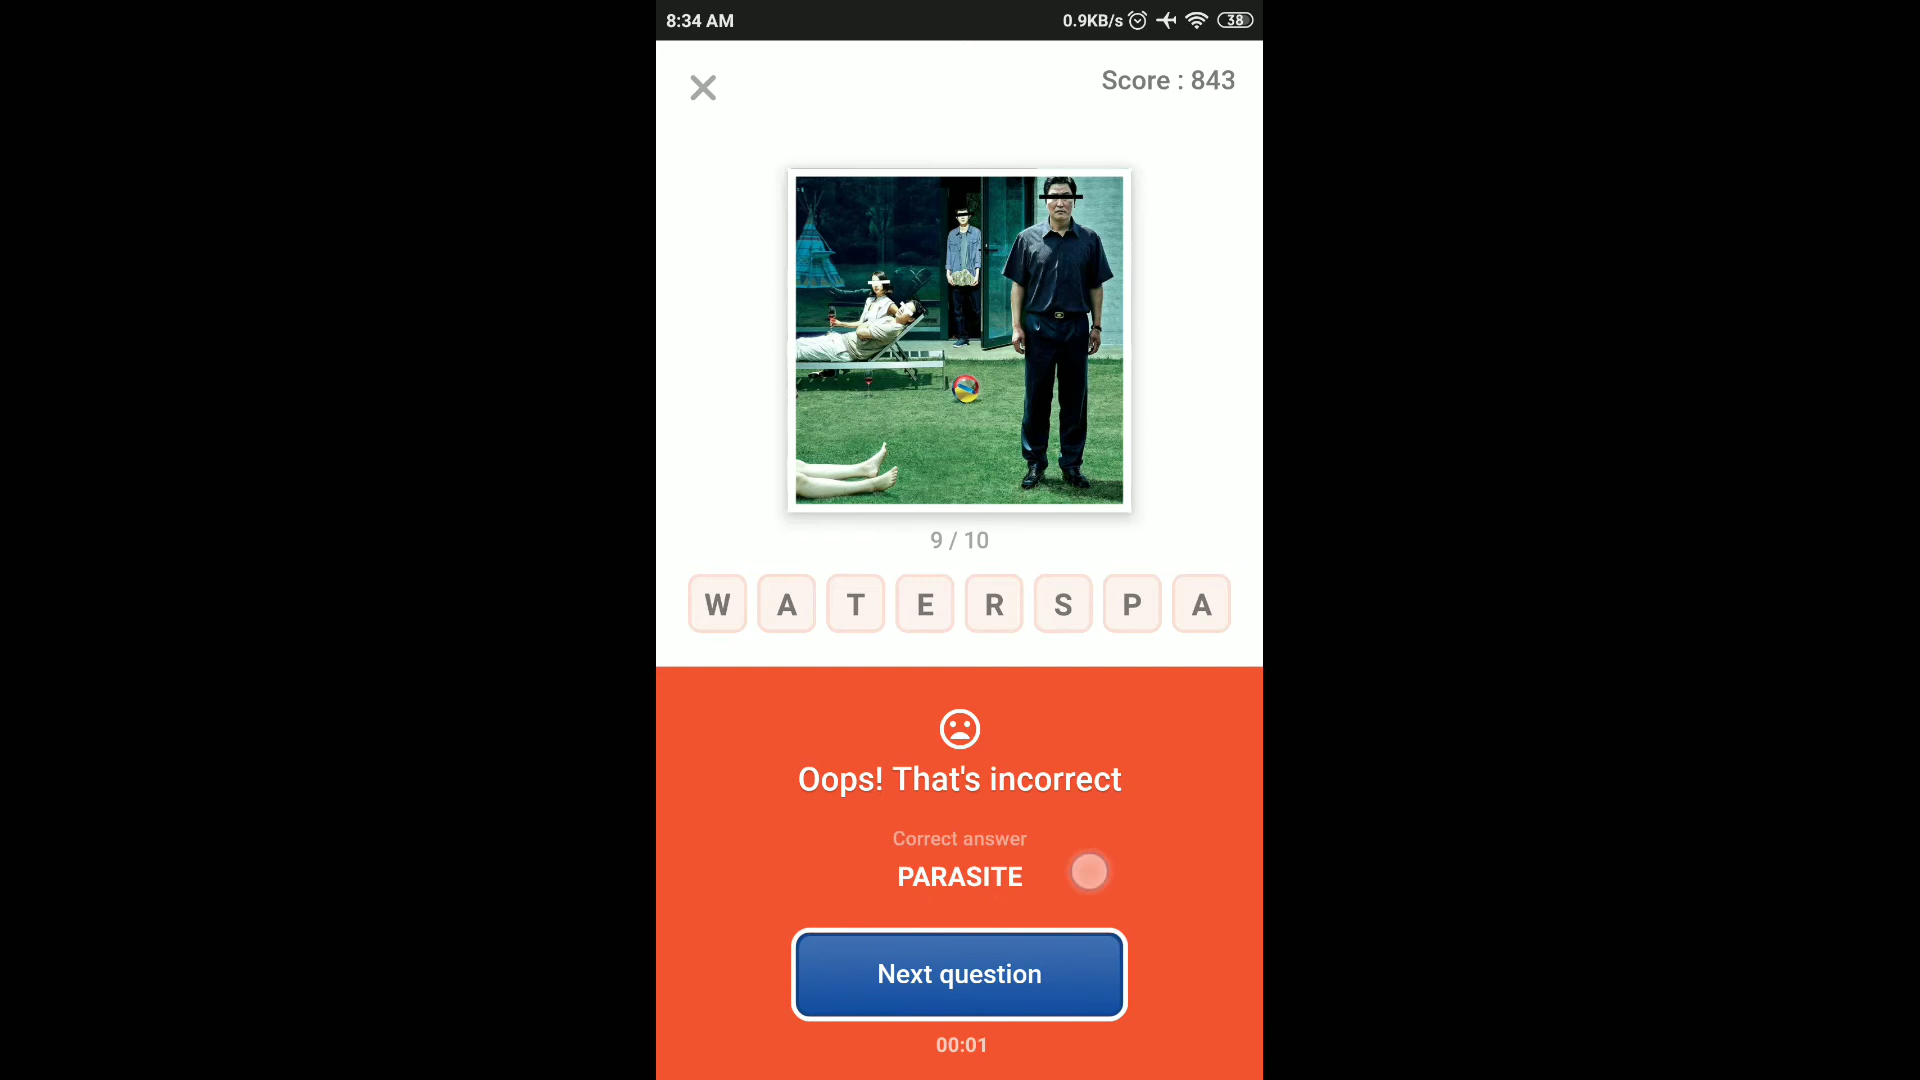 8:34 AM
0.9KB/s
38
Score : 843
9 / 10
W A T E R S P A
Oops! That's incorrect
Correct answer
PARASITE
Next question
00:01